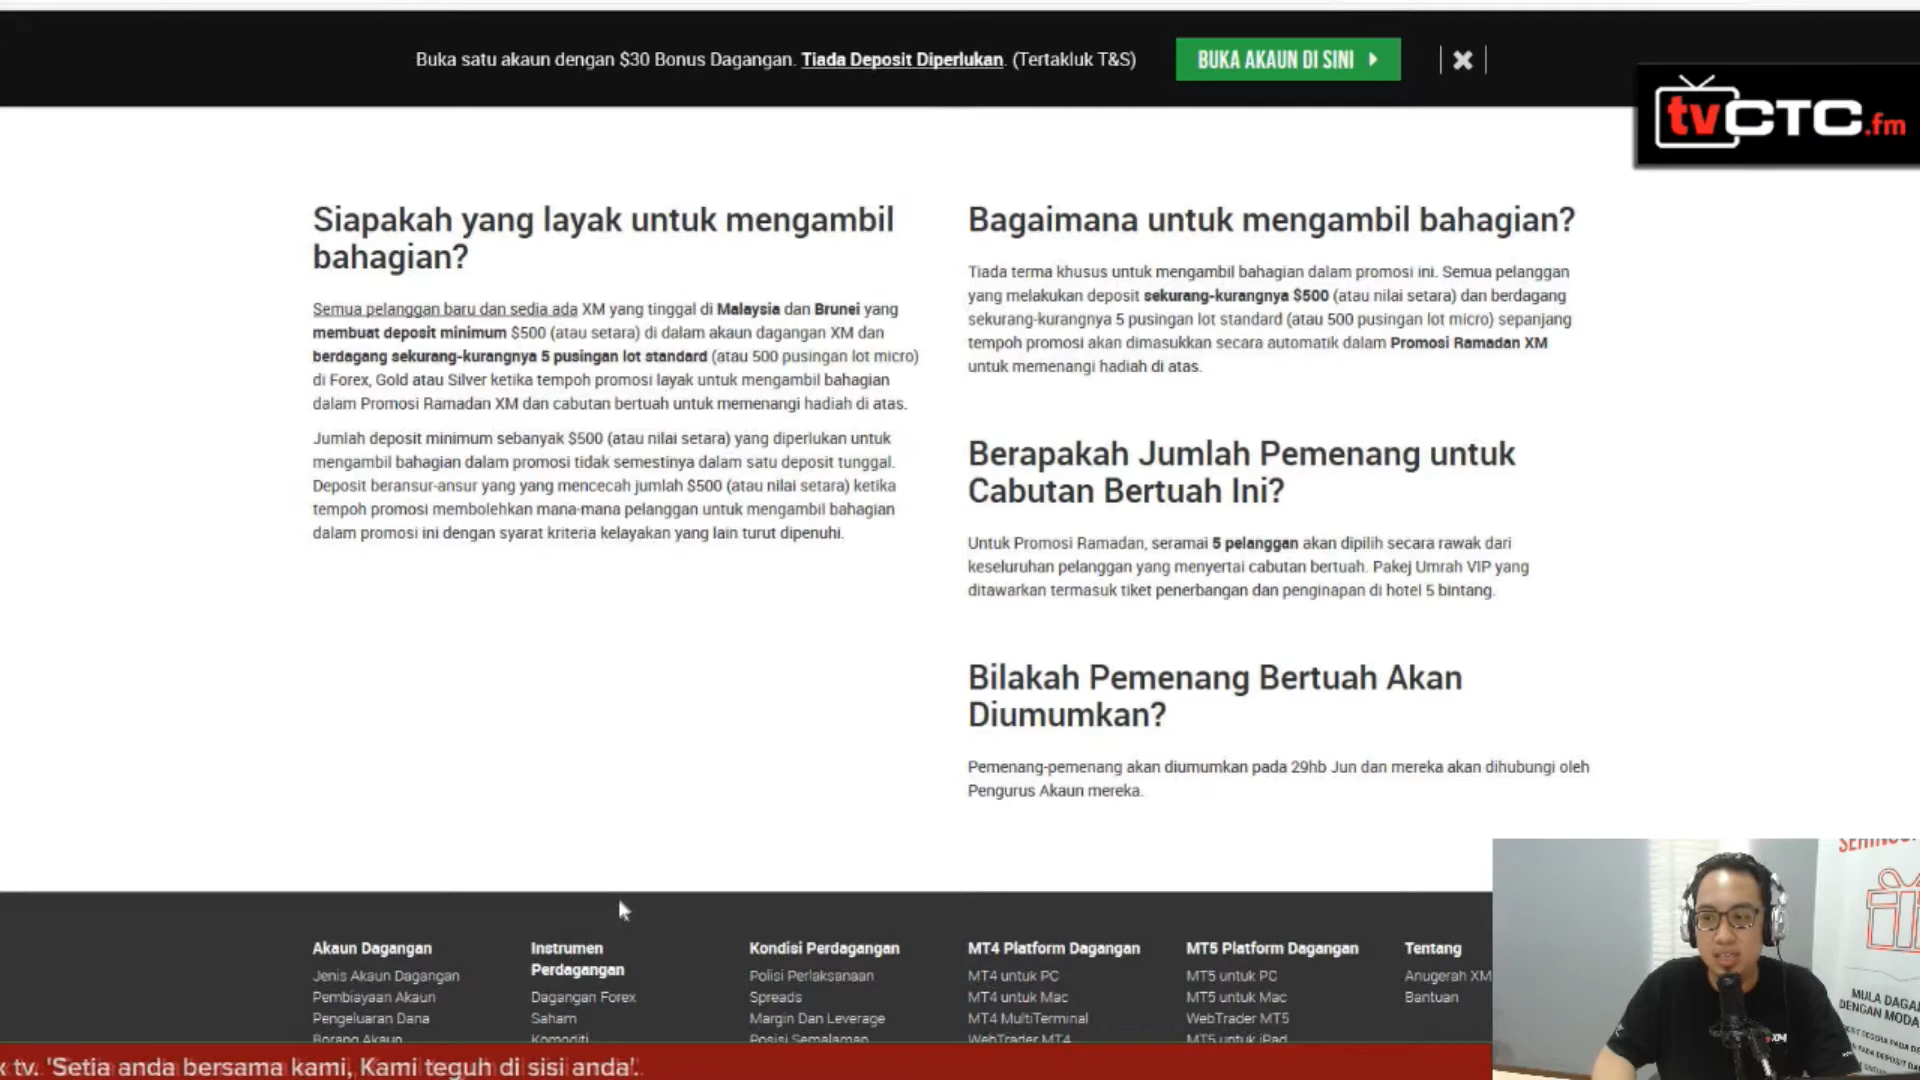 Buka satu akaun dengan $30 Bonus Dagangan. Tiada Deposit Diperlukan. (Tertakluk T&S)
BUKA AKAUN DI SINI
tvCTC.fm
Siapakah yang layak untuk mengambil
bahagian?
Semua pelanggan baru dan sedia ada XM yang tinggal di Malaysia dan Brunei yang
membuat deposit minimum $500 (atau setara) di dalam akaun dagangan XM dan
berdagang sekurang-kurangnya 5 pusingan lot standard (atau 500 pusingan lot micro)
di Forex, Gold atau Silver ketika tempoh promosi layak untuk mengambil bahagian
dalam Promosi Ramadan XM dan cabutan bertuah untuk memenangi hadiah di atas.
Jumlah deposit minimum sebanyak $500 (atau nilai setara) yang diperlukan untuk
mengambil bahagian dalam promosi tidak semestinya dalam satu deposit tunggal.
Deposit beransur-ansur yang yang mencecah jumlah $500 (atau nilai setara) ketika
tempoh promosi membolehkan mana-mana pelanggan untuk mengambil bahagian
dalam promosi ini dengan syarat kriteria kelayakan yang lain turut dipenuhi.
Bagaimana untuk mengambil bahagian?
Tiada terma khusus untuk mengambil bahagian dalam promosi ini. Semua pelanggan
yang melakukan deposit sekurang-kurangnya $500 (atau nilai setara) dan berdagang
sekurang-kurangnya 5 pusingan lot standard (atau 500 pusingan lot micro) sepanjang
tempoh promosi akan dimasukkan secara automatik dalam Promosi Ramadan XM
untuk memenangi hadiah di atas.
Berapakah Jumlah Pemenang untuk
Cabutan Bertuah Ini?
Untuk Promosi Ramadan, seramai 5 pelanggan akan dipilih secara rawak dari
keseluruhan pelanggan yang menyertai cabutan bertuah. Pakej Umrah VIP yang
ditawarkan termasuk tiket penerbangan dan penginapan di hotel 5 bintang.
Bilakah Pemenang Bertuah Akan
Diumumkan?
Pemenang-pemenang akan diumumkan pada 29hb Jun dan mereka akan dihubungi oleh
Pengurus Akaun mereka.
Akaun Dagangan
Jenis Akaun Dagangan
Pembiayaan Akaun
Pengeluaran Dana
Borang Akaun
Instrumen
Perdagangan
Dagangan Forex
Saham
Komoditi
Kondisi Perdagangan
Polisi Perlaksanaan
Spreads
Margin Dan Leverage
Posisi Semalaman
MT4 Platform Dagangan
MT4 untuk PC
MT4 untuk Mac
MT4 MultiTerminal
WebTrader MT4
MT5 Platform Dagangan
MT5 untuk PC
MT5 untuk Mac
WebTrader MT5
MT5 untuk iPad
Tentang
Anugerah XM
Bantuan
MULA DAGA
DENGAN MODA
x tv. 'Setia anda bersama kami, Kami teguh di sisi anda'.